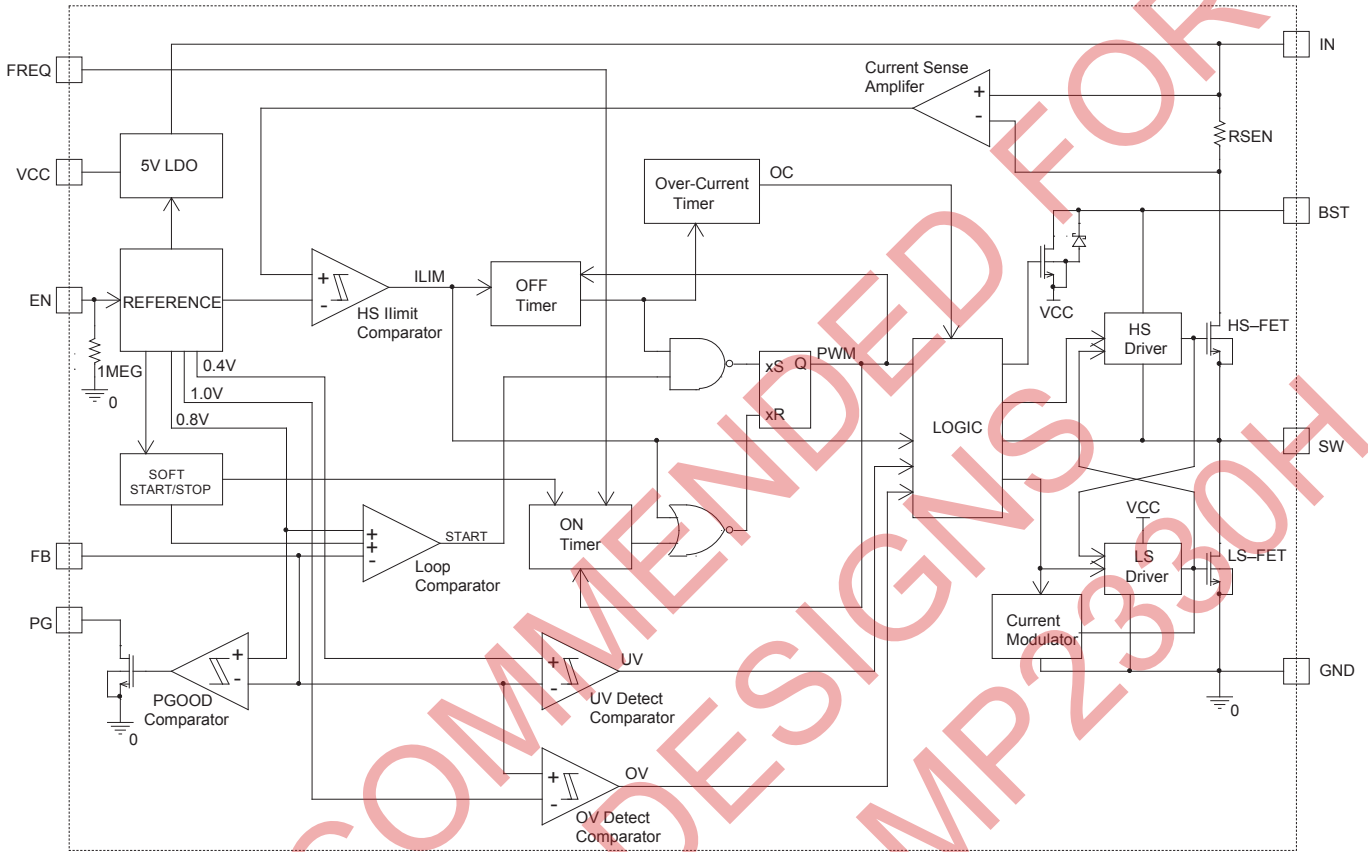 IN
FREQ
Current Sense
Amplifer
+
-
RSEN
5V LDO
VCC
Over-Current
Timer
OC
BST
REFERENCE
EN
1MEG
0
+
-
ILIM
HS Ilimit
Comparator
OFF
Timer
VCC
HS
Driver
HS–FET
0.4V
1.0V
0.8V
xS
Q
xR
PWM
LOGIC
SW
SOFT
START/STOP
ON
Timer
VCC
LS
Driver
LS–FET
FB
+
+
-
START
Loop
Comparator
PG
+
-
PGOOD
Comparator
0
+
-
UV
UV Detect
Comparator
Current
Modulator
GND
0
+
-
OV
OV Detect
Comparator
COMMENDED FOR
DESIGNS
MP2330H